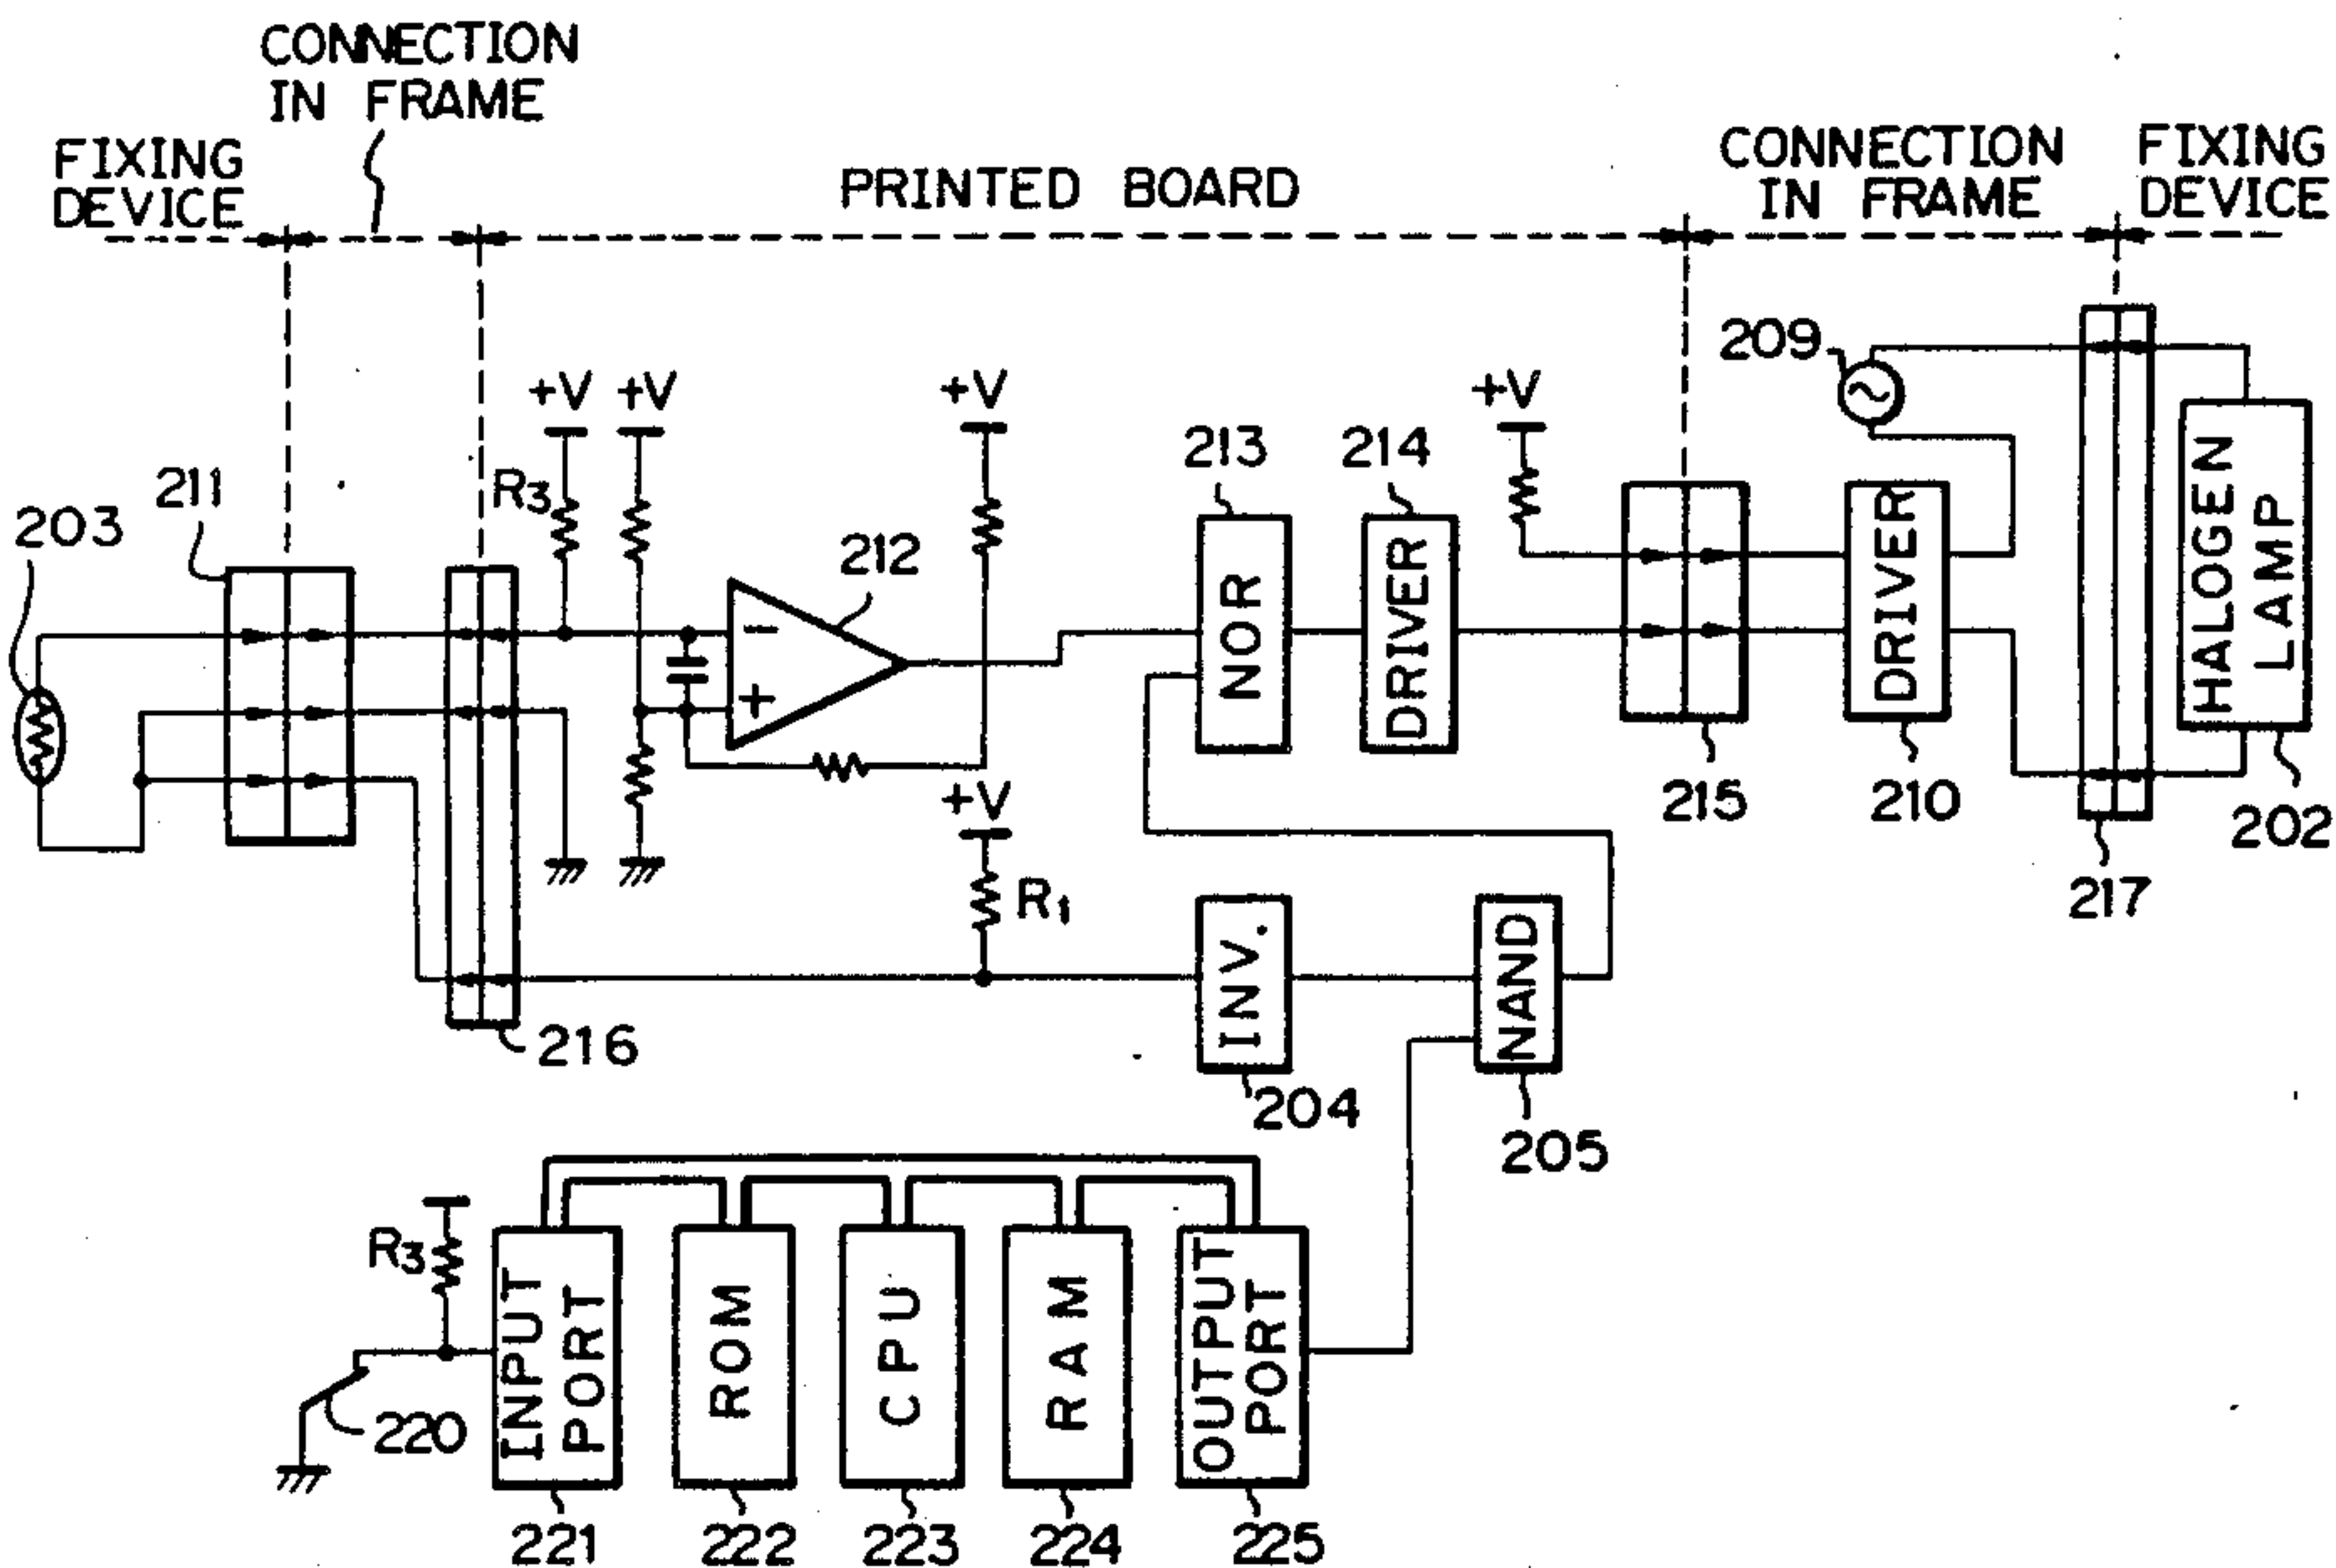 CONNECTION
IN FRAME
FIXING
DEVICE
PRINTED BOARD
CONNECTION
IN FRAME
FIXING
DEVICE
209
+V
+V
+V
+V
213
214
211
R3
203
212
NOR
DRIVER
DRIVER
HALOGEN
LAMP
−
+
215
210
202
+V
217
R1
INV.
NAND
216
204
205
R3
INPUT
PORT
ROM
CPU
RAM
OUTPUT
PORT
220
221
222
223
224
225